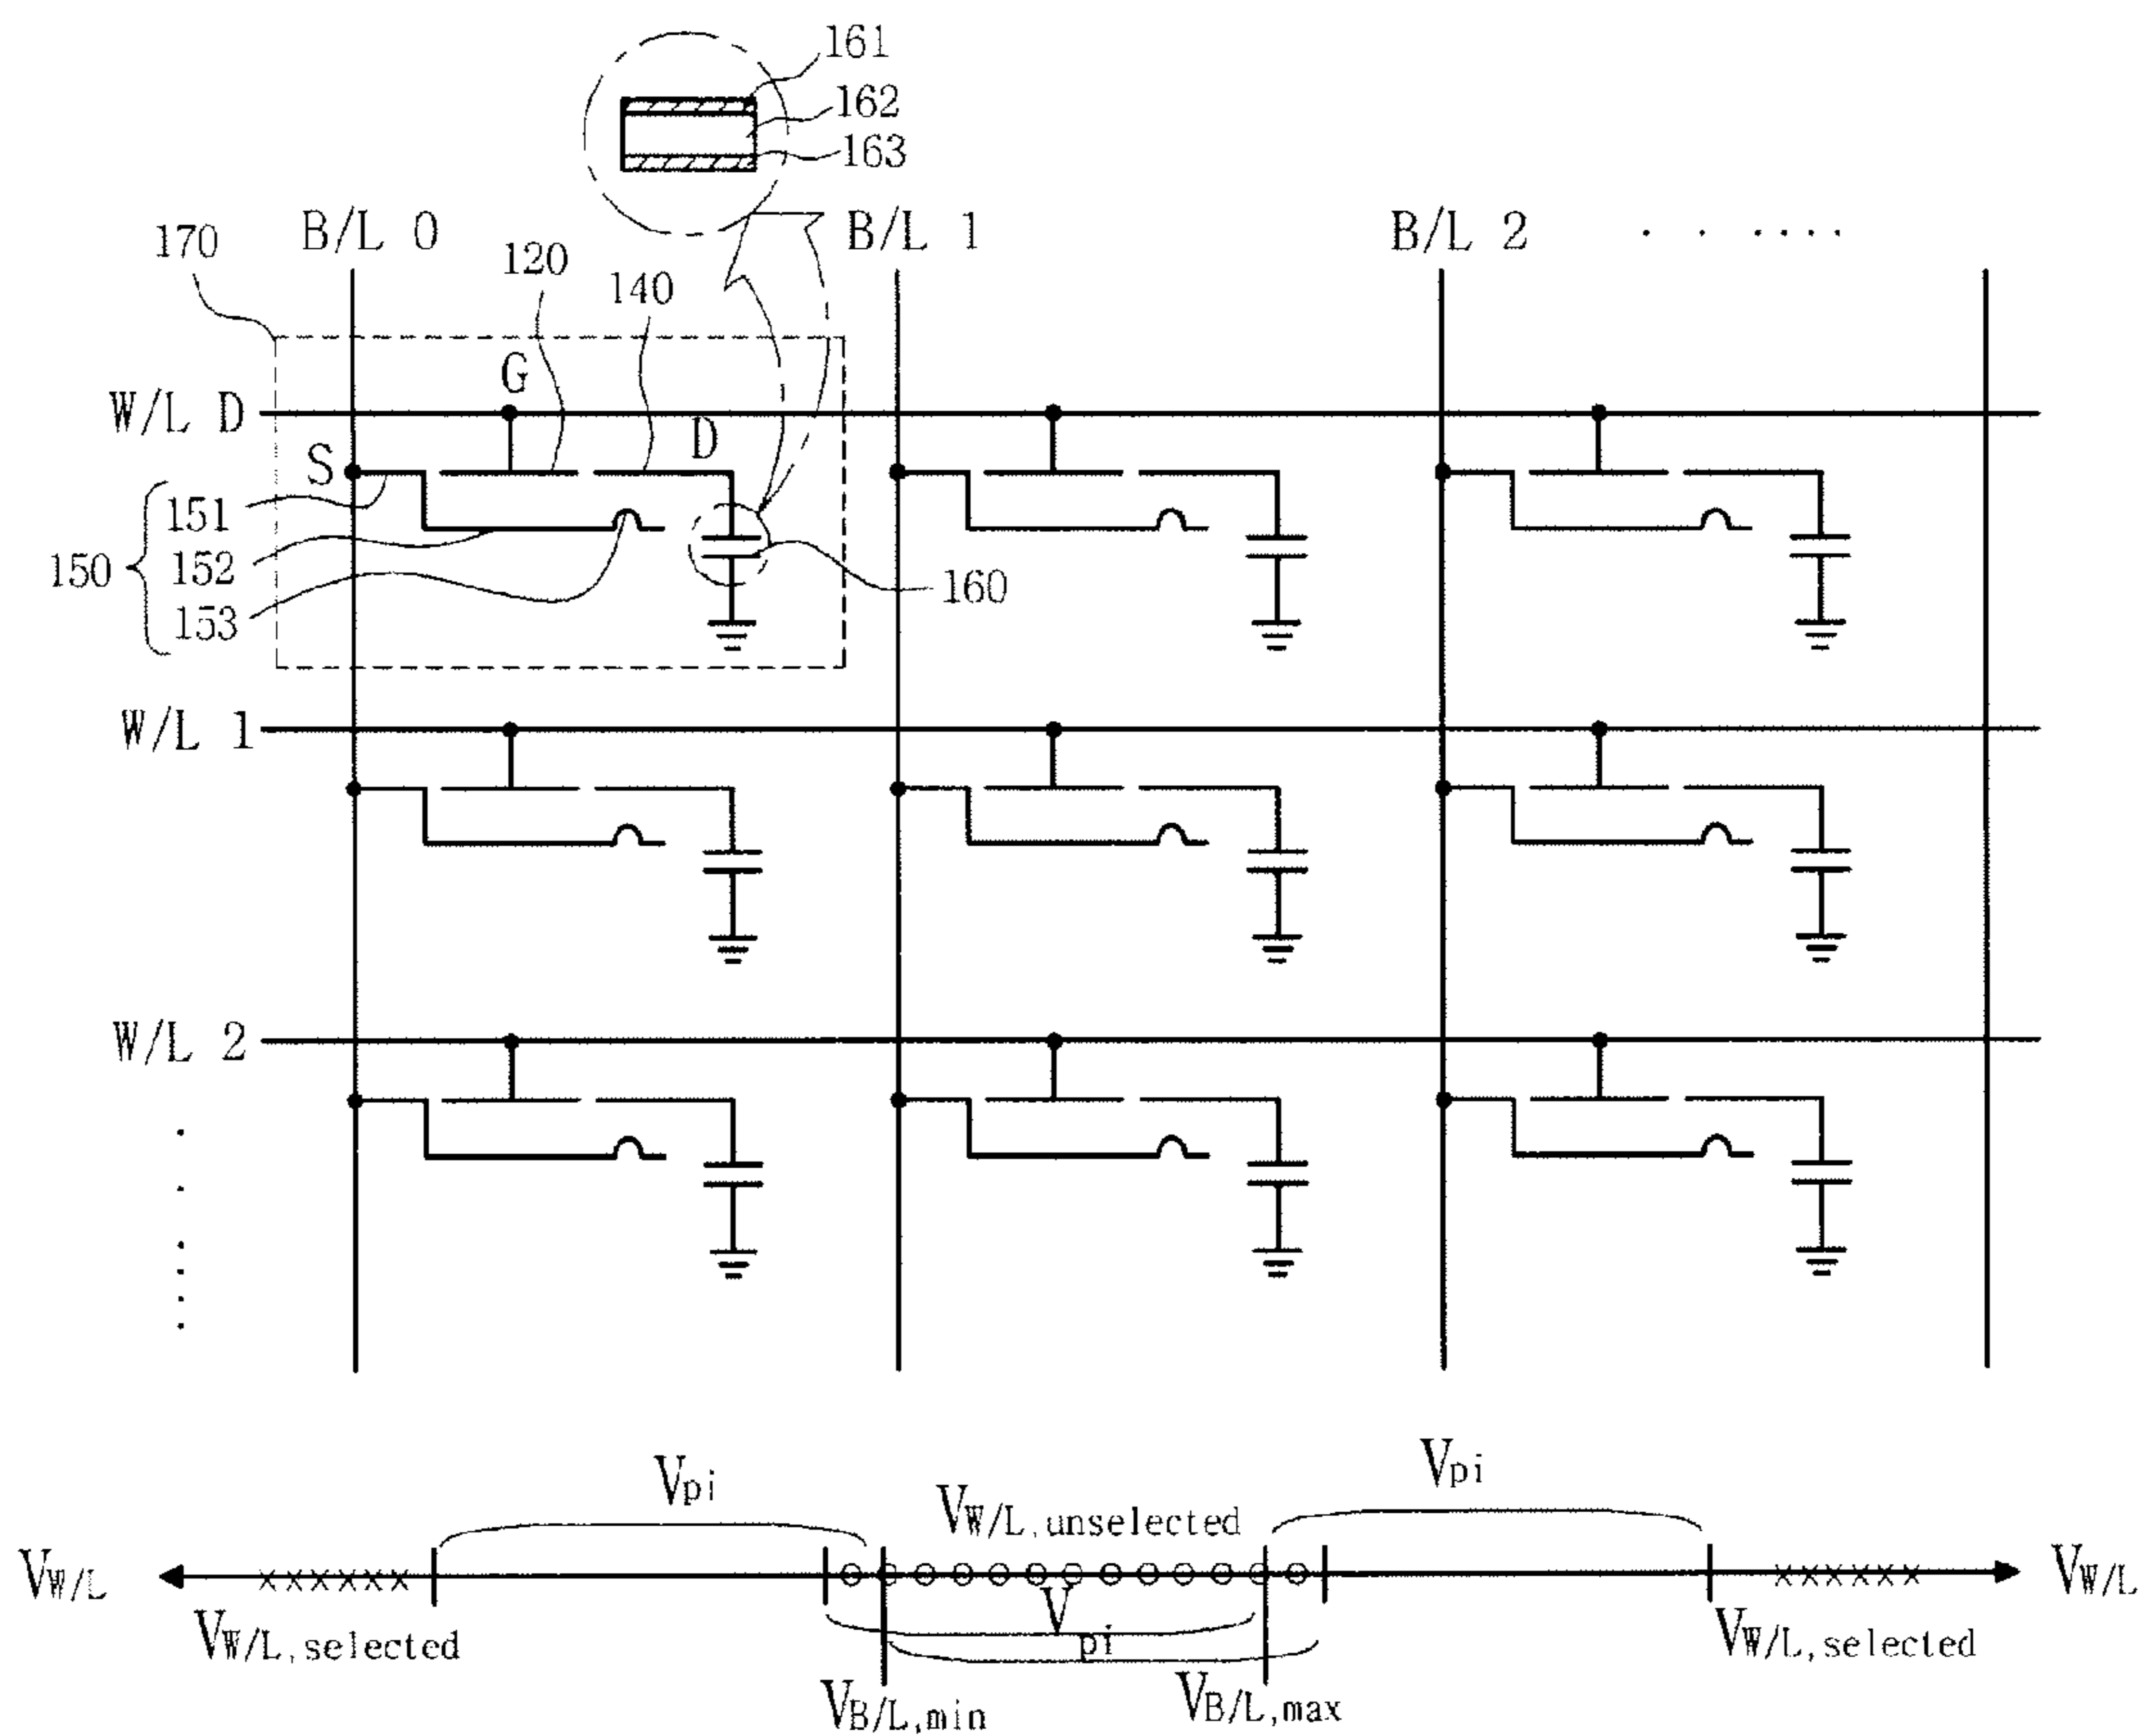 161
162
163
170
B/L 0
120
140
B/L 1
B/L 2 . . ....
G
W/L D
D
S
151
150
152
160
153
W/L 1
W/L 2
Vpi
Vpi
VW/L,unselected
VW/L
VW/L
Vpi
VW/L,selected
VW/L,selected
VB/L,min
VB/L,max